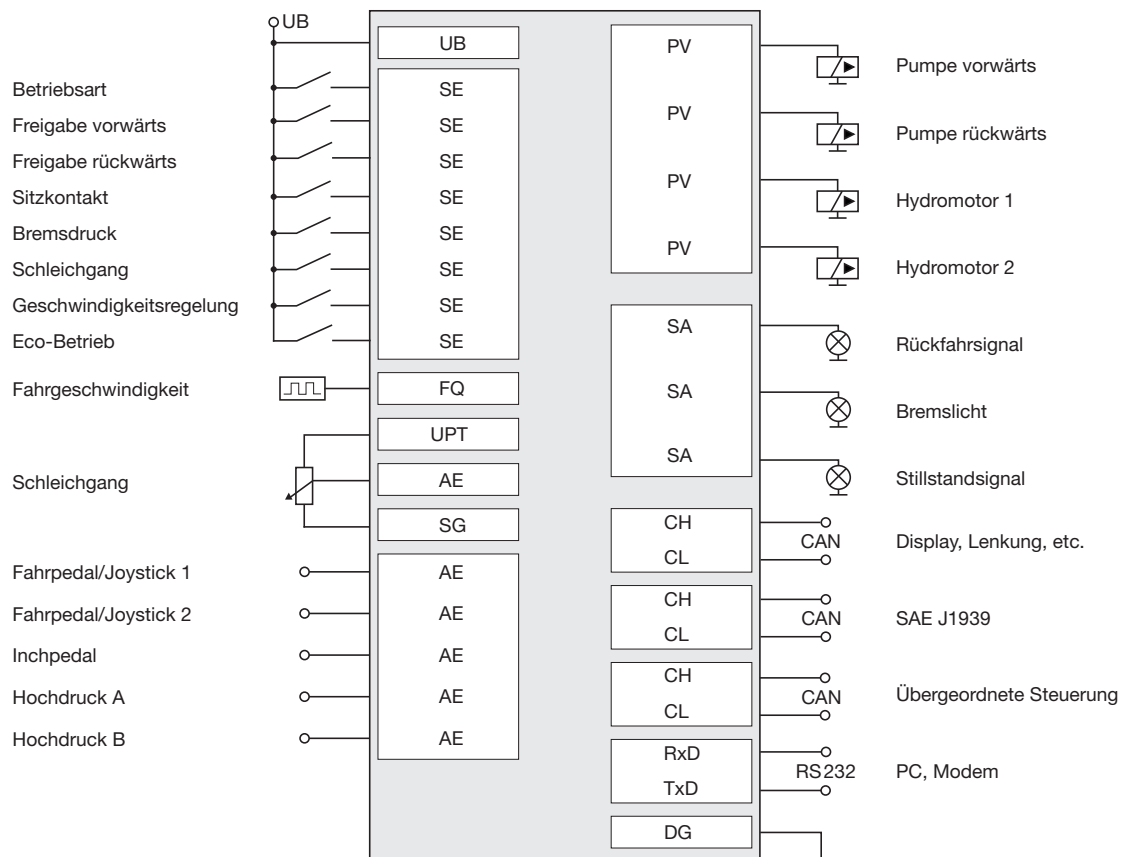 UB
UB
Betriebsart
SE
Freigabe vorwärts
SE
Freigabe rückwärts
SE
Sitzkontakt
SE
Bremsdruck
SE
Schleichgang
SE
Geschwindigkeitsregelung
SE
Eco-Betrieb
SE
Fahrgeschwindigkeit
FQ
UPT
Schleichgang
AE
SG
Fahrpedal/Joystick 1
AE
Fahrpedal/Joystick 2
AE
Inchpedal
AE
Hochdruck A
AE
Hochdruck B
AE
PV
Pumpe vorwärts
PV
Pumpe rückwärts
PV
Hydromotor 1
PV
Hydromotor 2
SA
Rückfahrsignal
SA
Bremslicht
SA
Stillstandsignal
CH
CL
CAN
Display, Lenkung, etc.
CH
CL
CAN
SAE J1939
CH
CL
CAN
Übergeordnete Steuerung
RxD
TxD
RS232
PC, Modem
DG